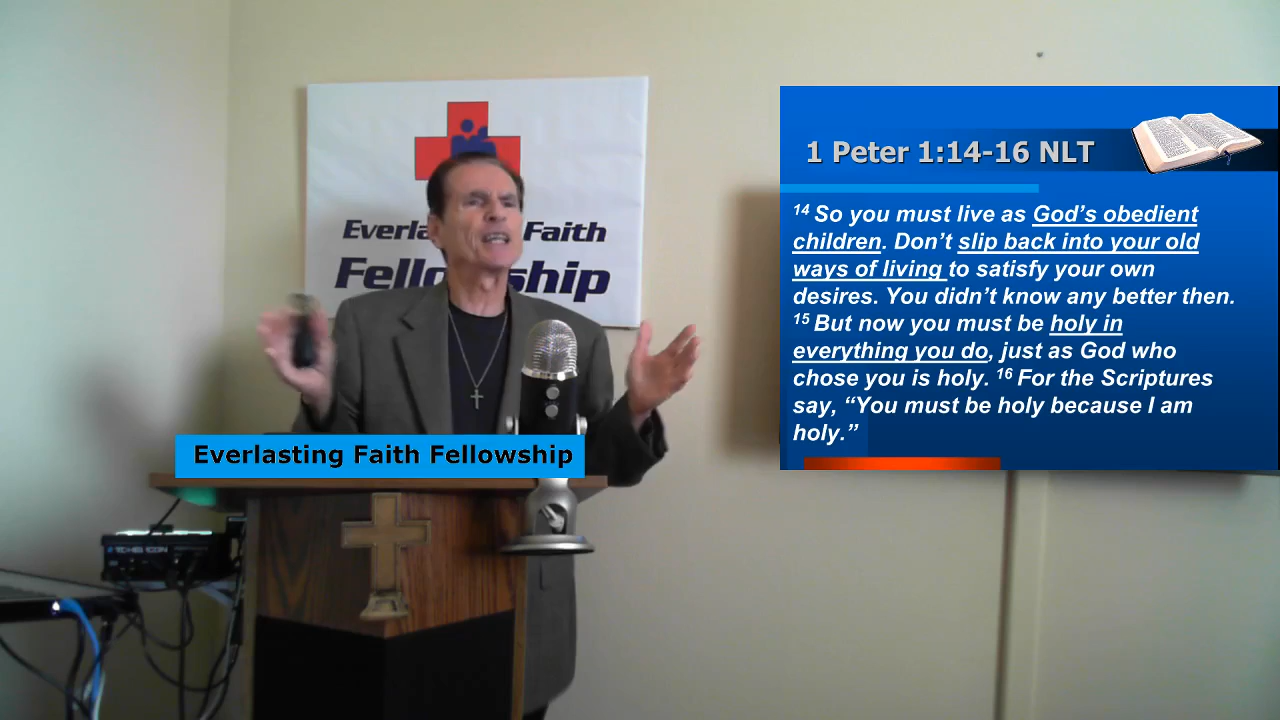 Everlasting Faith Fellowship
1 Peter 1:14-16 NLT
14 So you must live as God’s obedient
children. Don’t slip back into your old
ways of living to satisfy your own
desires. You didn’t know any better then.
15 But now you must be holy in
everything you do, just as God who
chose you is holy. 16 For the Scriptures
say, “You must be holy because I am
holy.”
Faith